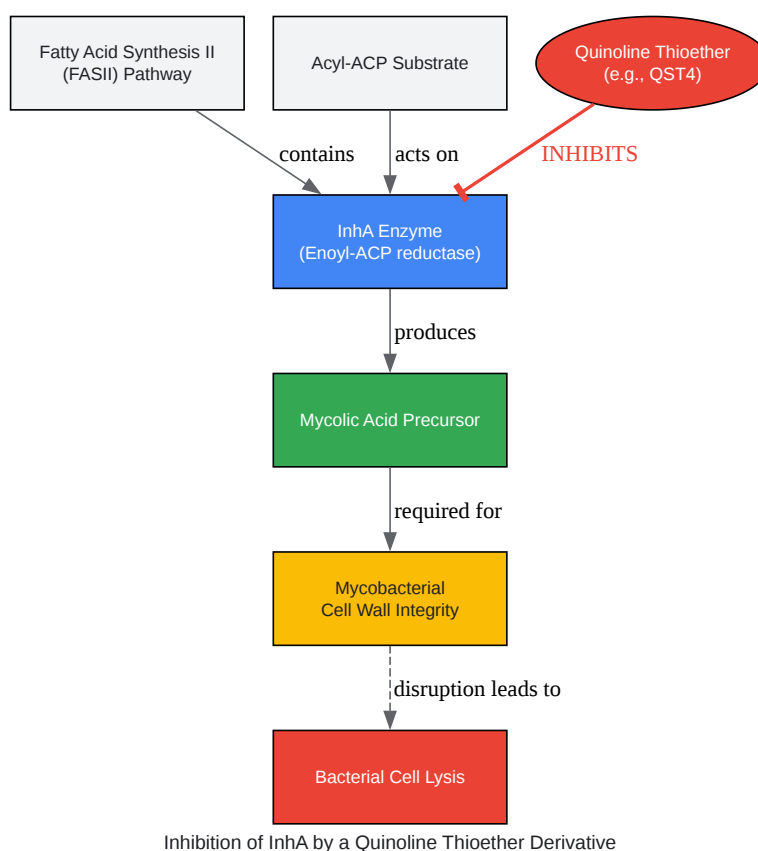 Fatty Acid Synthesis II
(FASII) Pathway
Acyl-ACP Substrate
Quinoline Thioether
(e.g., QST4)
contains
acts on
INHIBITS
InhA Enzyme
(Enoyl-ACP reductase)
produces
Mycolic Acid Precursor
required for
Mycobacterial
Cell Wall Integrity
disruption leads to
Bacterial Cell Lysis
Inhibition of InhA by a Quinoline Thioether Derivative